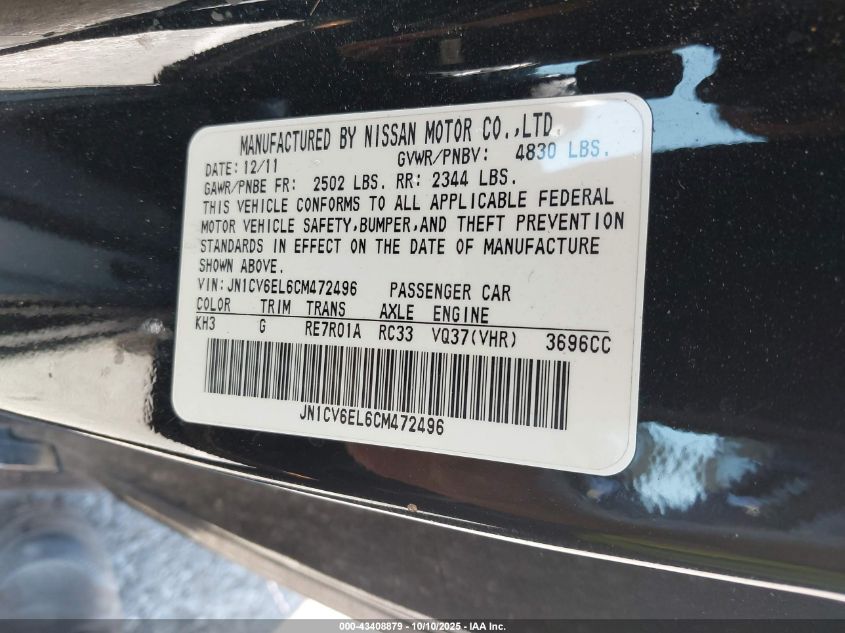 MANUFACTURED BY NISSAN MOTOR CO.,LTD.
DATE: 12/11 GVWR/PNBV: 4830 LBS.
GAWR/PNBE FR: 2502 LBS. RR: 2344 LBS.
THIS VEHICLE CONFORMS TO ALL APPLICABLE FEDERAL
MOTOR VEHICLE SAFETY,BUMPER,AND THEFT PREVENTION
STANDARDS IN EFFECT ON THE DATE OF MANUFACTURE
SHOWN ABOVE.
VIN: JN1CV6EL6CM472496 PASSENGER CAR
COLOR TRIM TRANS AXLE ENGINE
KH3 G RE7R01A RC33 VQ37(VHR) 3696CC
JN1CV6EL6CM472496
000-43408879 - 10/10/2025 - IAA Inc.